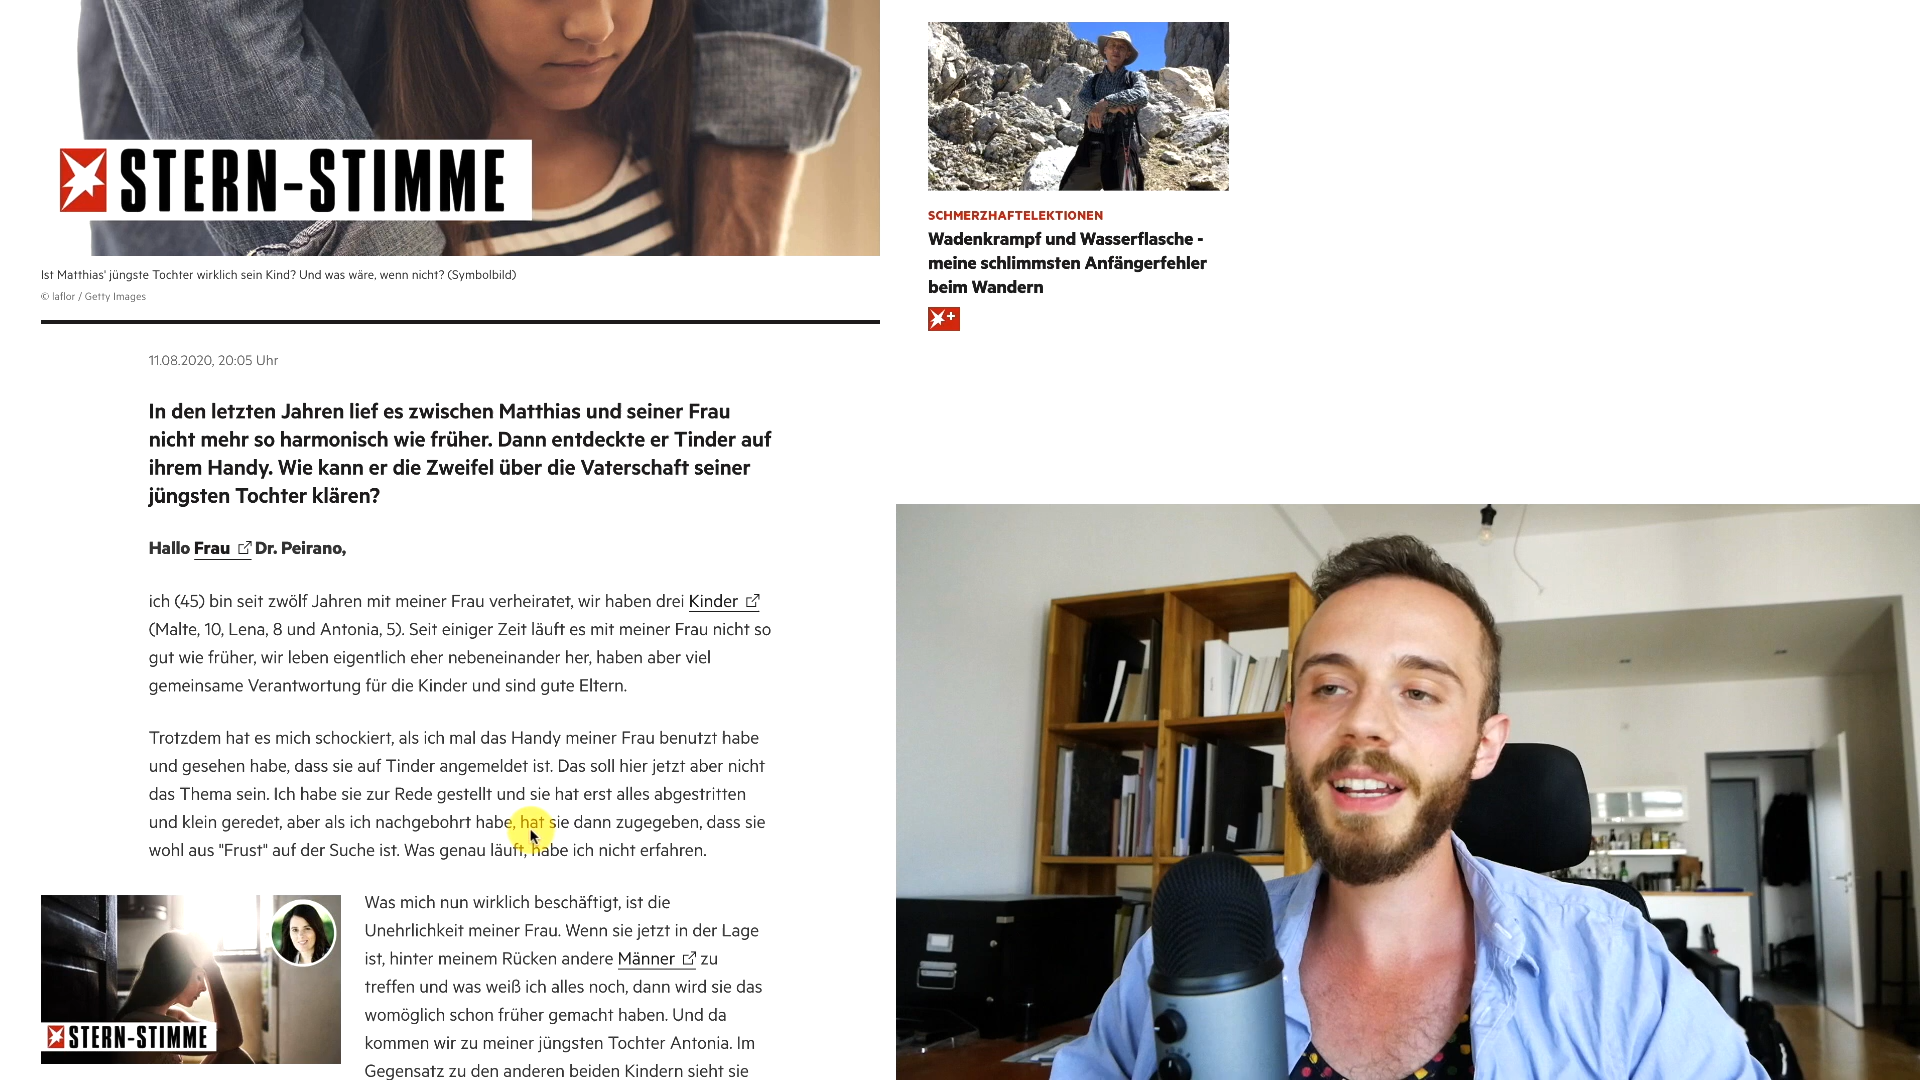 STERN-STIMME
Ist Matthias' jüngste Tochter wirklich sein Kind? Und was wäre, wenn nicht? (Symbolbild)
© laflor / Getty Images
11.08.2020, 20:05 Uhr
In den letzten Jahren lief es zwischen Matthias und seiner Frau
nicht mehr so harmonisch wie früher. Dann entdeckte er Tinder auf
ihrem Handy. Wie kann er die Zweifel über die Vaterschaft seiner
jüngsten Tochter klären?
Hallo Frau Dr. Peirano,
ich (45) bin seit zwölf Jahren mit meiner Frau verheiratet, wir haben drei Kinder
(Malte, 10, Lena, 8 und Antonia, 5). Seit einiger Zeit läuft es mit meiner Frau nicht so
gut wie früher, wir leben eigentlich eher nebeneinander her, haben aber viel
gemeinsame Verantwortung für die Kinder und sind gute Eltern.
Trotzdem hat es mich schockiert, als ich mal das Handy meiner Frau benutzt habe
und gesehen habe, dass sie auf Tinder angemeldet ist. Das soll hier jetzt aber nicht
das Thema sein. Ich habe sie zur Rede gestellt und sie hat erst alles abgestritten
und klein geredet, aber als ich nachgebohrt habe, hat sie dann zugegeben, dass sie
wohl aus "Frust" auf der Suche ist. Was genau läuft, habe ich nicht erfahren.
STERN-STIMME
Was mich nun wirklich beschäftigt, ist die
Unehrlichkeit meiner Frau. Wenn sie jetzt in der Lage
ist, hinter meinem Rücken andere Männer zu
treffen und was weiß ich alles noch, dann wird sie das
womöglich schon früher gemacht haben. Und da
kommen wir zu meiner jüngsten Tochter Antonia. Im
Gegensatz zu den anderen beiden Kindern sieht sie
SCHMERZHAFTELEKTIONEN
Wadenkrampf und Wasserflasche -
meine schlimmsten Anfängerfehler
beim Wandern
+